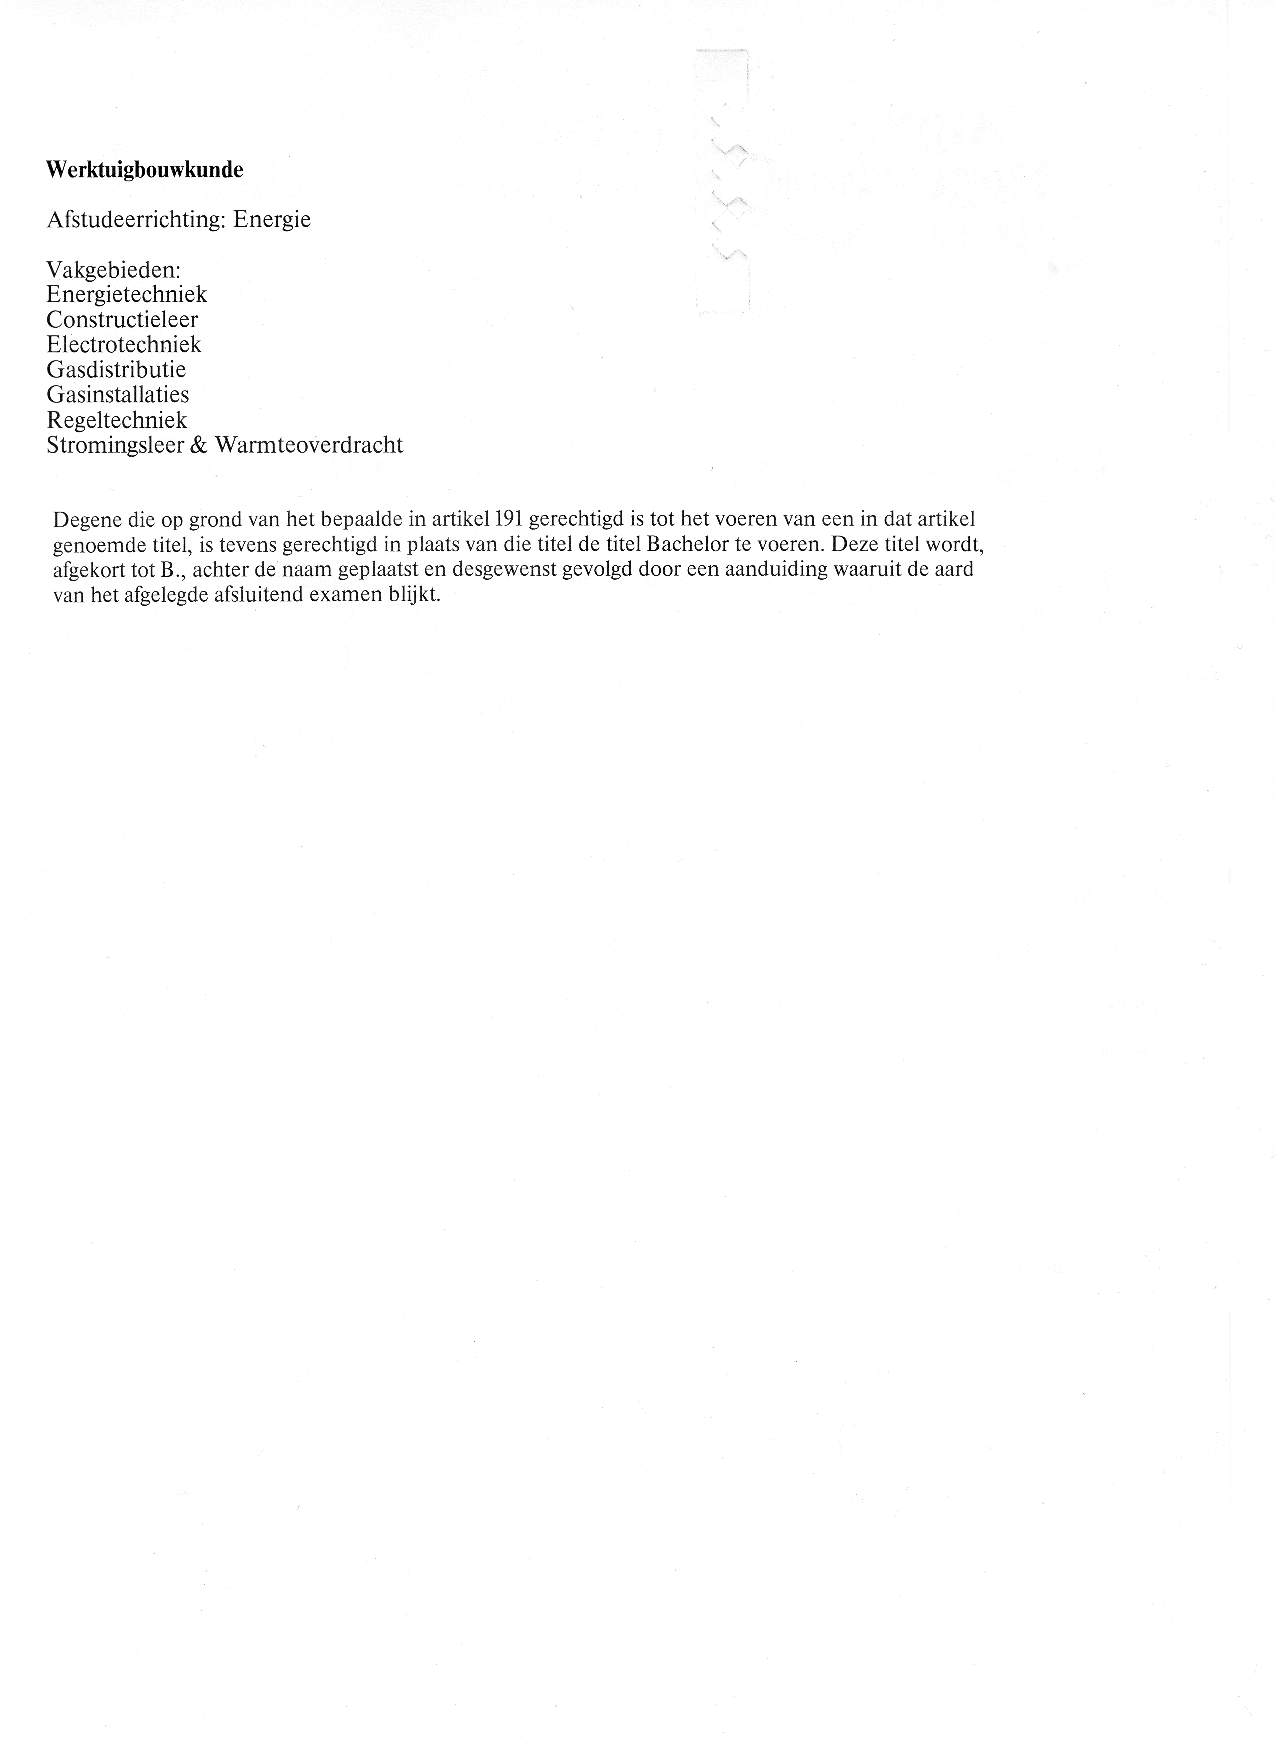 Werktuigbouwkunde
Afstudeerrichting: Energie
Vakgebieden:
Energietechniek
Constructieleer
Electrotechniek
Gasdistributie
Gasinstallaties
Regeltechniek
Stromingsleer & Warmteoverdracht
Degene die op grond van het bepaalde in artikel 191 gerechtigd is tot het voeren van een in dat artikel
genoemde titel, is tevens gerechtigd in plaats van die titel de titel Bachelor te voeren. Deze titel wordt,
afgekort tot B., achter de naam geplaatst en desgewenst gevolgd door een aanduiding waaruit de aard
van het afgelegde afsluitend examen blijkt.